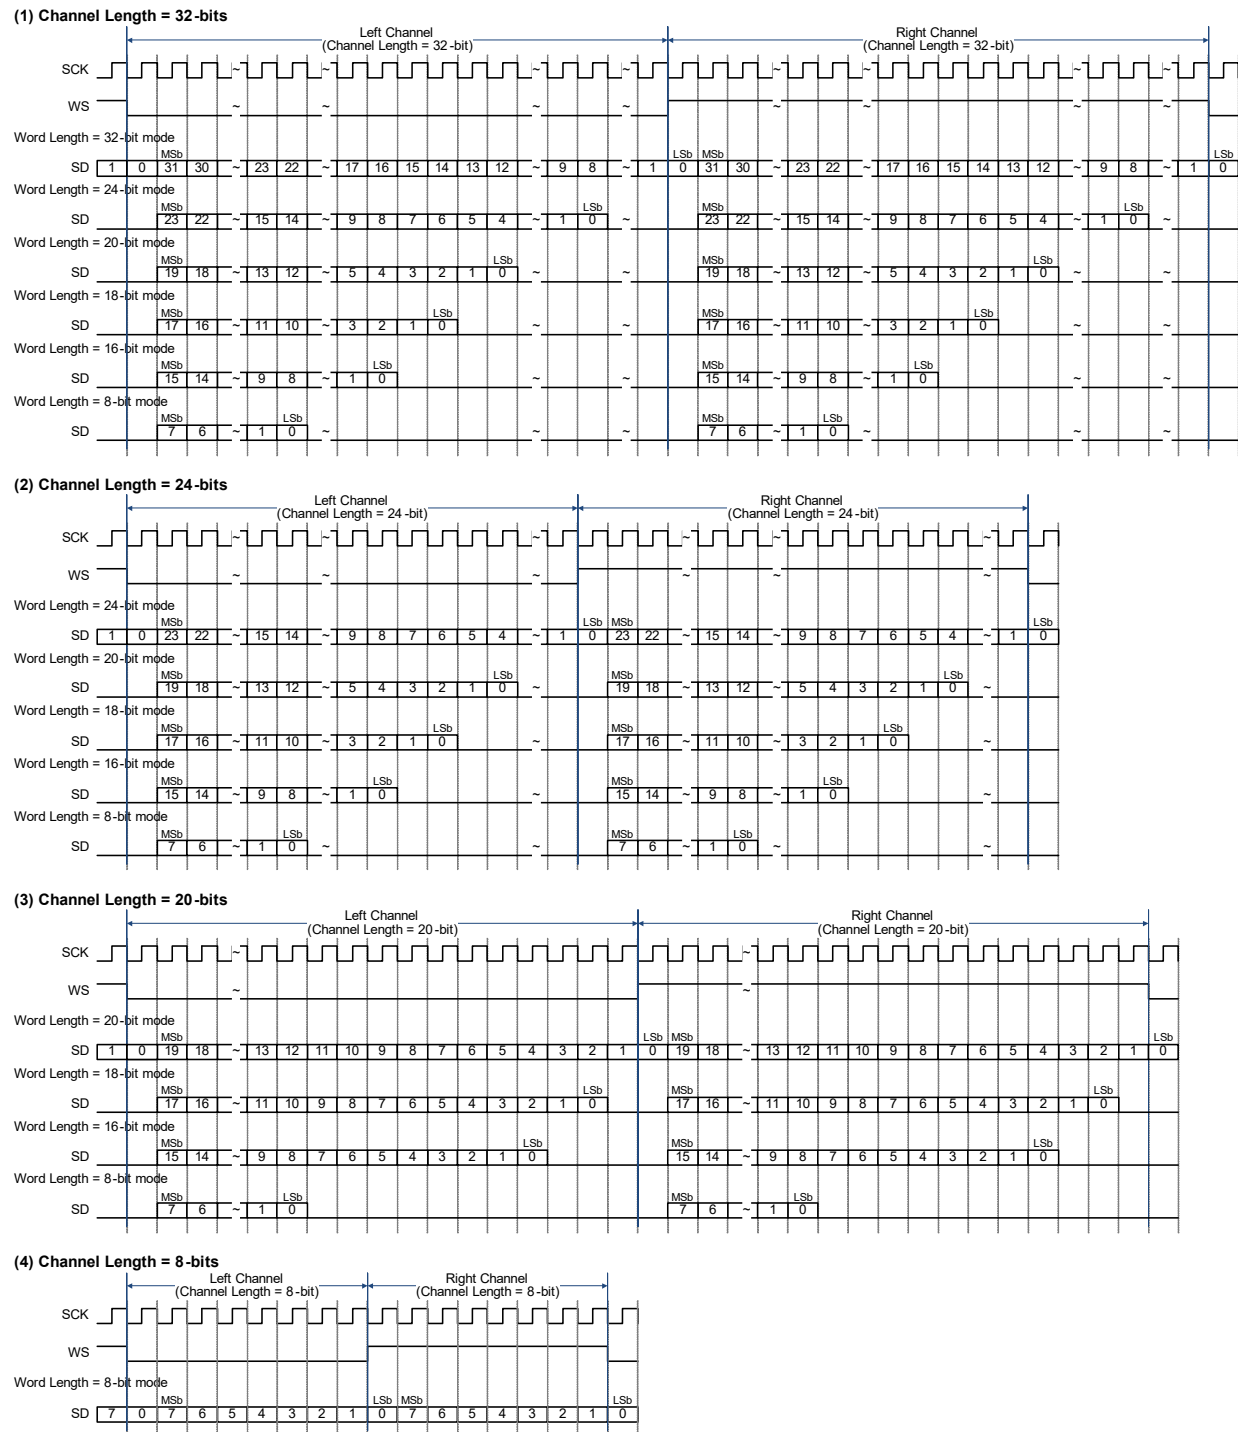 (1) Channel Length = 32-bits
Left Channel Right Channel
(Channel Length = 32-bit) (Channel Length = 32-bit)
SCK ~ ~ ~ ~ ~ ~ ~ ~
WS ~ ~ ~ ~ ~ ~ ~ ~
Word Length = 32-bit mode
MSb LSb MSb LSb
SD 1 0 31 30 ~ 23 22 ~ 17 16 15 14 13 12 ~ 9 8 ~ 1 0 31 30 ~ 23 22 ~ 17 16 15 14 13 12 ~ 9 8 ~ 1 0
Word Length = 24-bit mode
MSb LSb MSb LSb
SD 23 22 ~ 15 14 ~ 9 8 7 6 5 4 ~ 1 0 ~ 23 22 ~ 15 14 ~ 9 8 7 6 5 4 ~ 1 0 ~
Word Length = 20-bit mode
MSb LSb MSb LSb
SD 19 18 ~ 13 12 ~ 5 4 3 2 1 0 ~ ~ 19 18 ~ 13 12 ~ 5 4 3 2 1 0 ~ ~
Word Length = 18-bit mode
MSb LSb MSb LSb
SD 17 16 ~ 11 10 ~ 3 2 1 0 ~ ~ 17 16 ~ 11 10 ~ 3 2 1 0 ~ ~
Word Length = 16-bit mode
MSb LSb MSb LSb
SD 15 14 ~ 9 8 ~ 1 0 ~ ~ 15 14 ~ 9 8 ~ 1 0 ~ ~
Word Length = 8-bit mode
MSb LSb MSb LSb
SD 7 6 ~ 1 0 ~ ~ ~ 7 6 ~ 1 0 ~ ~ ~
(2) Channel Length = 24-bits
Left Channel Right Channel
(Channel Length = 24-bit) (Channel Length = 24-bit)
SCK ~ ~ ~ ~ ~ ~
WS ~ ~ ~ ~
Word Length = 24-bit mode
MSb LSb MSb LSb
SD 1 0 23 22 ~ 15 14 ~ 9 8 7 6 5 4 ~ 1 0 23 22 ~ 15 14 ~ 9 8 7 6 5 4 ~ 1 0
Word Length = 20-bit mode
MSb LSb MSb LSb
SD 19 18 ~ 13 12 ~ 5 4 3 2 1 0 ~ 19 18 ~ 13 12 ~ 5 4 3 2 1 0 ~
Word Length = 18-bit mode
MSb LSb MSb LSb
SD 17 16 ~ 11 10 ~ 3 2 1 0 ~ 17 16 ~ 11 10 ~ 3 2 1 0 ~
Word Length = 16-bit mode
MSb LSb MSb LSb
SD 15 14 ~ 9 8 ~ 1 0 ~ 15 14 ~ 9 8 ~ 1 0 ~
Word Length = 8-bit mode
MSb LSb MSb LSb
SD 7 6 ~ 1 0 ~ ~ 7 6 ~ 1 0 ~ ~
(3) Channel Length = 20-bits
Left Channel Right Channel
(Channel Length = 20-bit) (Channel Length = 20-bit)
SCK ~ ~
WS ~ ~
Word Length = 20-bit mode
MSb LSb MSb LSb
SD 1 0 19 18 ~ 13 12 11 10 9 8 7 6 5 4 3 2 1 0 19 18 ~ 13 12 11 10 9 8 7 6 5 4 3 2 1 0
Word Length = 18-bit mode
MSb LSb MSb LSb
SD 17 16 ~ 11 10 9 8 7 6 5 4 3 2 1 0 17 16 ~ 11 10 9 8 7 6 5 4 3 2 1 0
Word Length = 16-bit mode
MSb LSb MSb LSb
SD 15 14 ~ 9 8 7 6 5 4 3 2 1 0 15 14 ~ 9 8 7 6 5 4 3 2 1 0
Word Length = 8-bit mode
MSb LSb MSb LSb
SD 7 6 ~ 1 0 7 6 ~ 1 0
(4) Channel Length = 8-bits
Left Channel Right Channel
(Channel Length = 8-bit) (Channel Length = 8-bit)
SCK
WS
Word Length = 8-bit mode
MSb LSb MSb LSb
SD 7 0 7 6 5 4 3 2 1 0 7 6 5 4 3 2 1 0